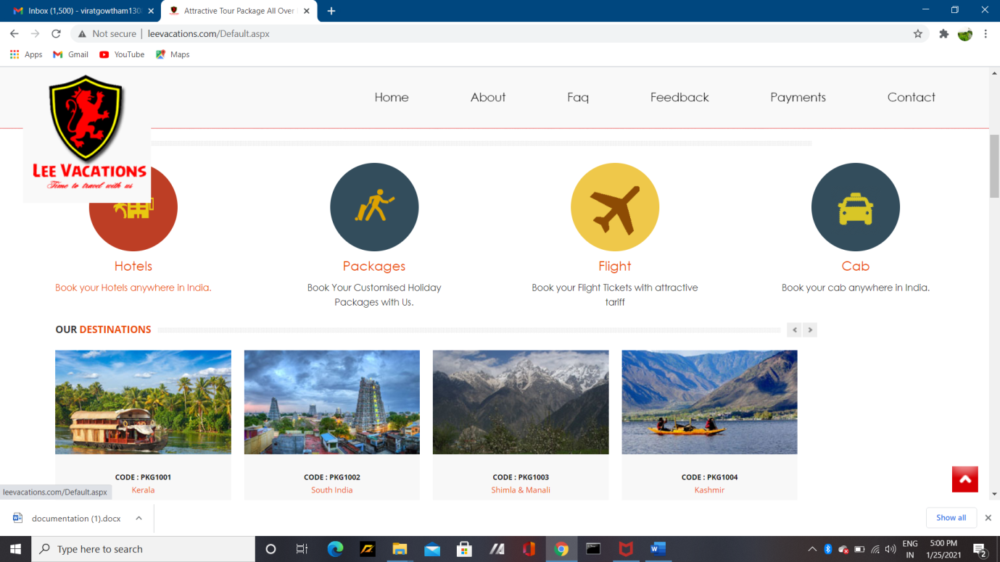 Inbox (1,500) - viratgowtham130
Attractive Tour Package All Over
Not secure | leevacations.com/Default.aspx
Apps Gmail YouTube Maps
Home About Faq Feedback Payments Contact
LEE VACATIONS
Time to travel with us
Hotels Packages Flight Cab
Book your Hotels anywhere in India.
Book Your Customised Holiday
Packages with Us.
Book your Flight Tickets with attractive
tariff
Book your cab anywhere in India.
OUR DESTINATIONS
CODE : PKG1001
Kerala
CODE : PKG1002
South India
CODE : PKG1003
Shimla & Manali
CODE : PKG1004
Kashmir
leevacations.com/Default.aspx
documentation (1).docx
Show all
Type here to search
ENG
IN
5:00 PM
1/25/2021
2